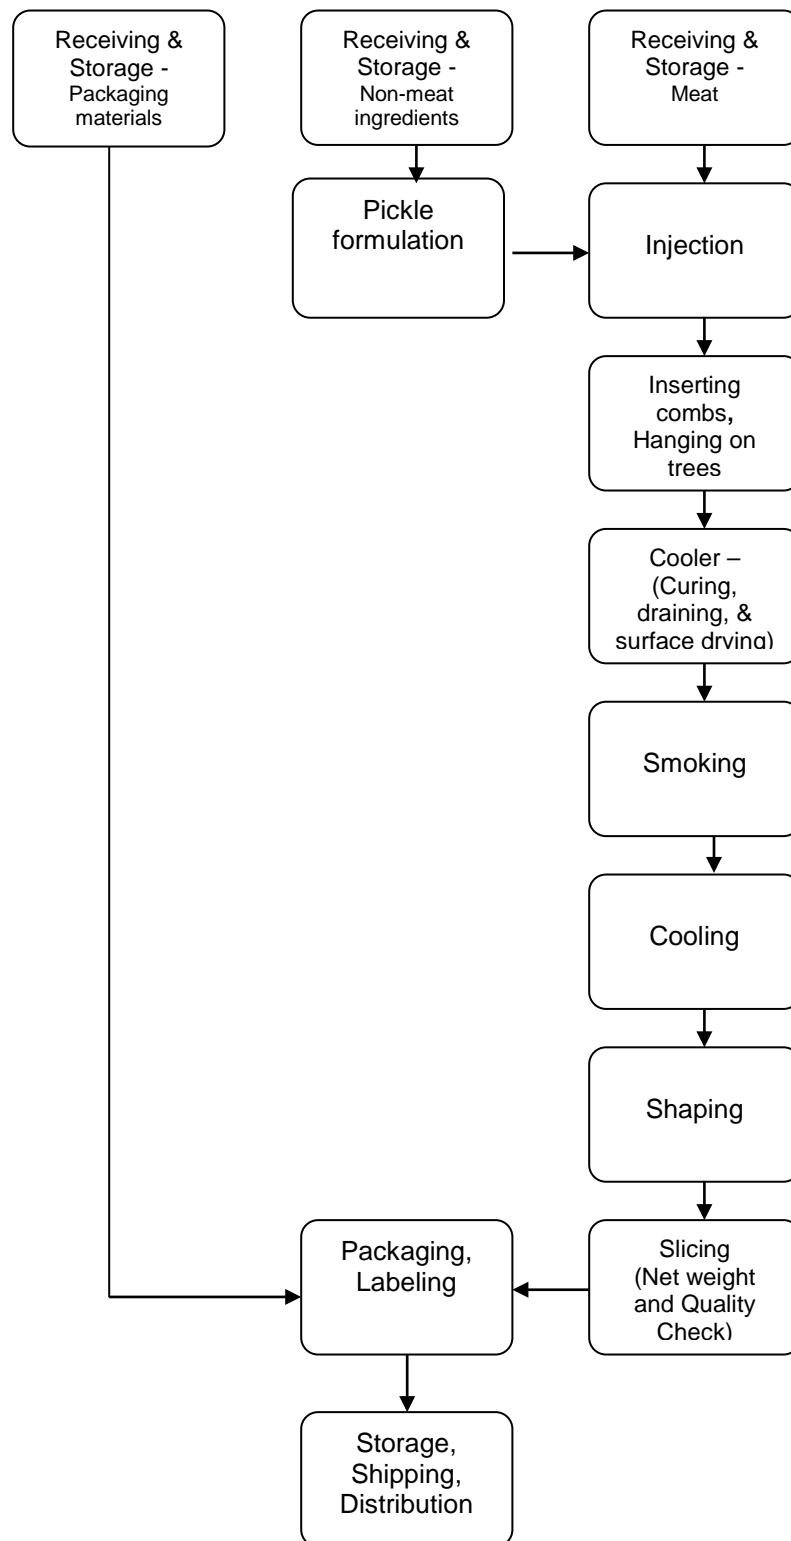 Receiving &
Storage -
Packaging
materials
Receiving &
Storage -
Non-meat
ingredients
Receiving &
Storage -
Meat
Pickle
formulation
Injection
Inserting
combs,
Hanging on
trees
Cooler –
(Curing,
draining, &
surface drying)
Smoking
Cooling
Shaping
Slicing
(Net weight
and Quality
Check)
Packaging,
Labeling
Storage,
Shipping,
Distribution